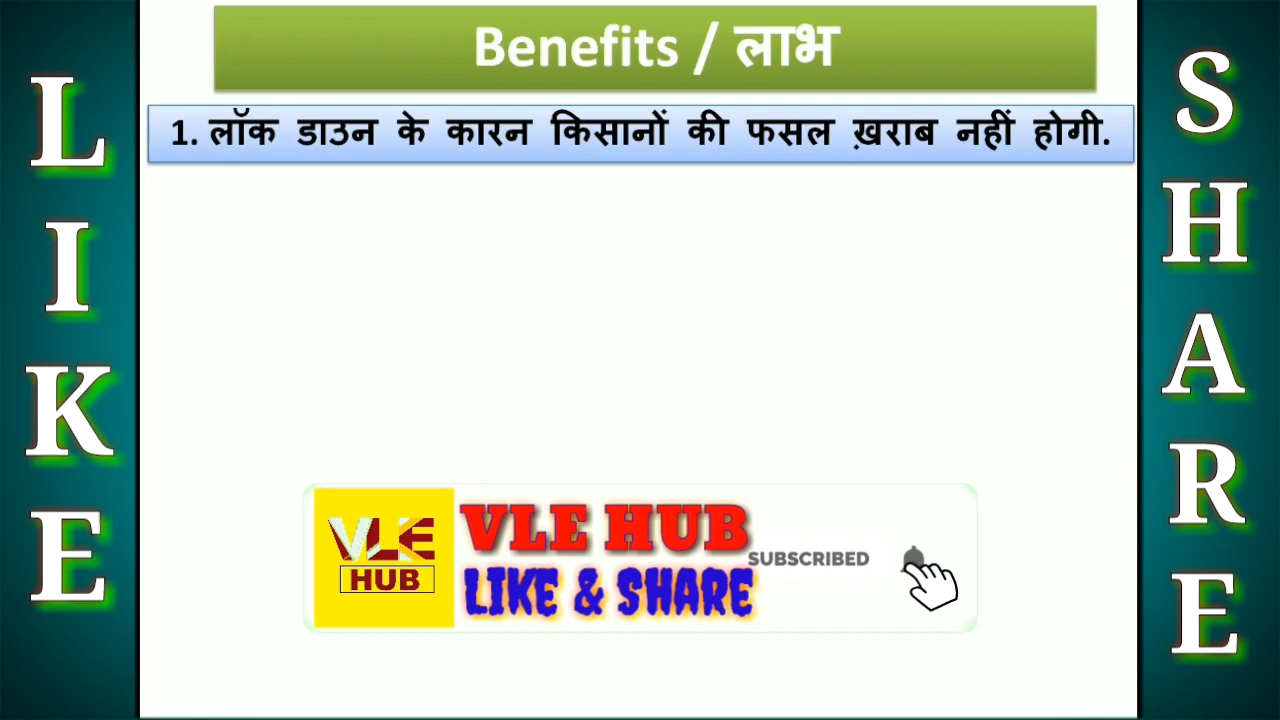 Benefits / लाभ
1. लॉक डाउन के कारन किसानों की फसल ख़राब नहीं होगी.
LIKE
SHARE
VLE
HUB
VLE HUB
LIKE & SHARE
SUBSCRIBED